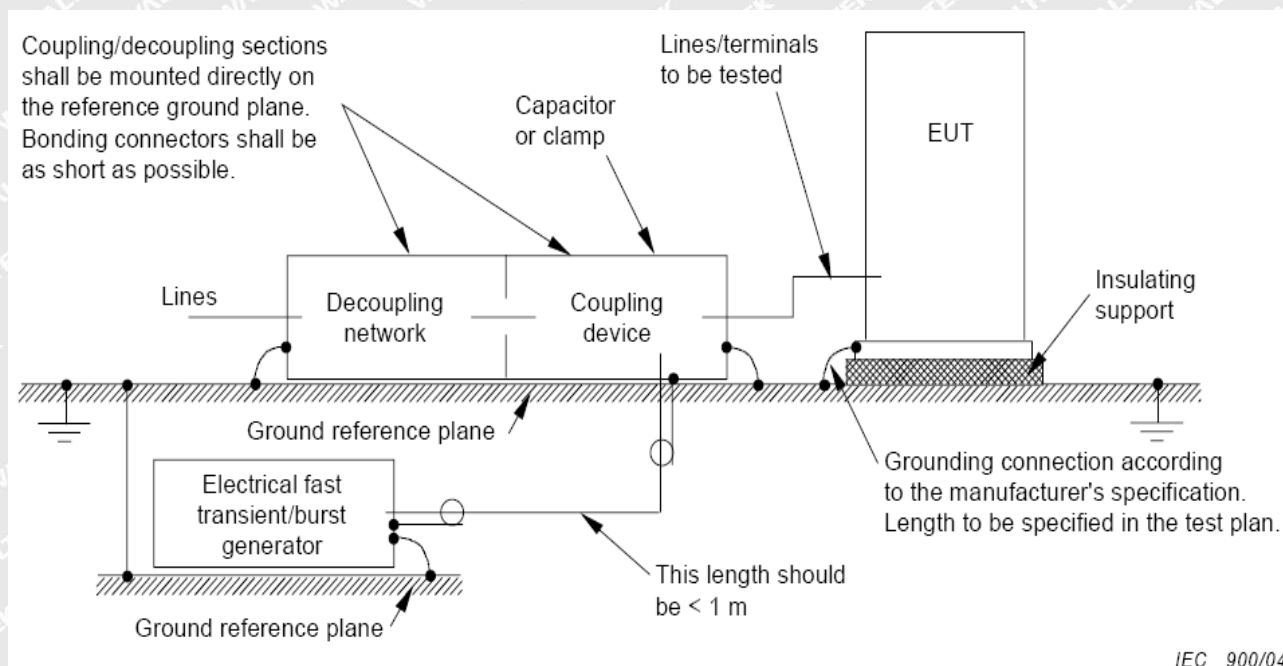 Coupling/decoupling sections
shall be mounted directly on
the reference ground plane.
Bonding connectors shall be
as short as possible.
Capacitor
or clamp
Lines/terminals
to be tested
EUT
Lines
Decoupling
network
Coupling
device
Insulating
support
Ground reference plane
Electrical fast
transient/burst
generator
Grounding connection according
to the manufacturer's specification.
Length to be specified in the test plan.
This length should
be < 1 m
Ground reference plane
IEC 900/04